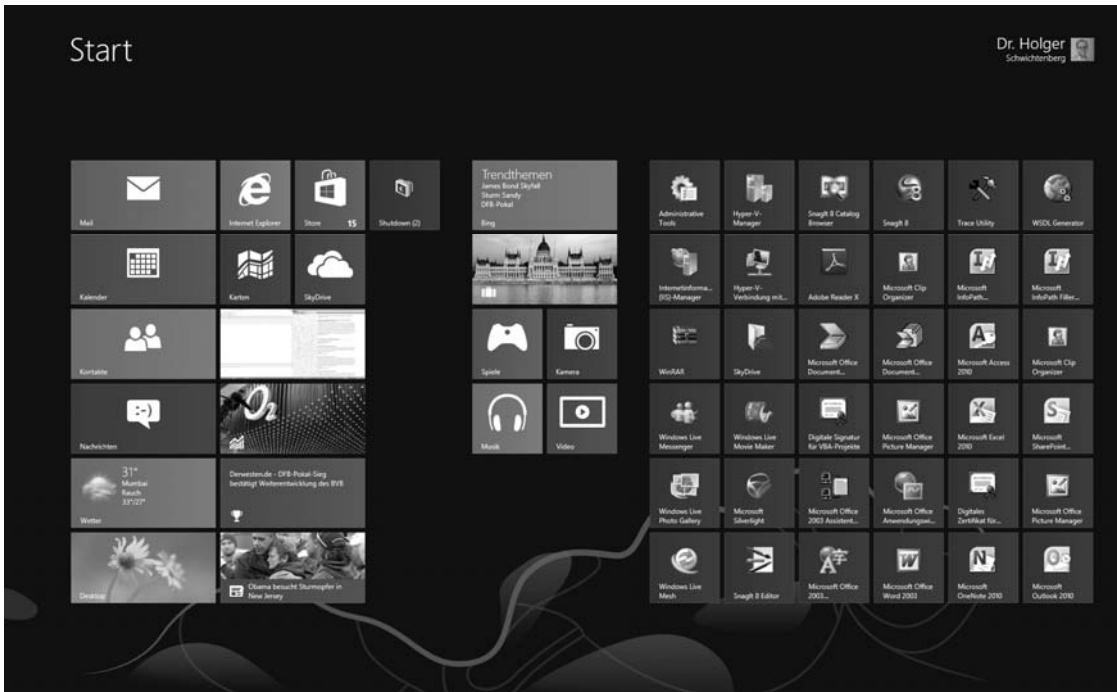 Start
Dr. Holger
Schwichtenberg
Mail
Internet Explorer
Store
15
Shutdown (2)
Kalender
Karten
SkyDrive
Kontakte
Nachrichten
O2
31°
Mumbai
Rauch
33°/27°
Wetter
Derwesten.de - DFB-Pokal-Sieg
bestätigt Weiterentwicklung des BVB
Desktop
Obama besucht Sturmopfer in
New Jersey
Trendthemen
James Bond Skyfall
Sturm Sandy
DFB-Pokal
Bing
Spiele
Kamera
Musik
Video
Administrative
Tools
Hyper-V-
Manager
SnagIt 8 Catalog
Browser
SnagIt 8
Trace Utility
WSDL Generator
Internetinforma...
(IIS)-Manager
Hyper-V-
Verbindung mit...
Adobe Reader X
Microsoft Clip
Organizer
Microsoft
InfoPath...
Microsoft
InfoPath Filler...
WinRAR
SkyDrive
Microsoft Office
Document...
Microsoft Office
Document...
Microsoft Access
2010
Microsoft Clip
Organizer
Windows Live
Messenger
Windows Live
Movie Maker
Digitale Signatur
für VBA-Projekte
Microsoft Office
Picture Manager
Microsoft Excel
2010
Microsoft
SharePoint...
Windows Live
Photo Gallery
Microsoft
Silverlight
Microsoft Office
2003 Assistent...
Microsoft Office
Anwendungswi...
Digitales
Zertifikat für...
Microsoft Office
Picture Manager
Windows Live
Mesh
SnagIt 8 Editor
Microsoft Office
2003...
Microsoft Office
Word 2003
Microsoft
OneNote 2010
Microsoft
Outlook 2010